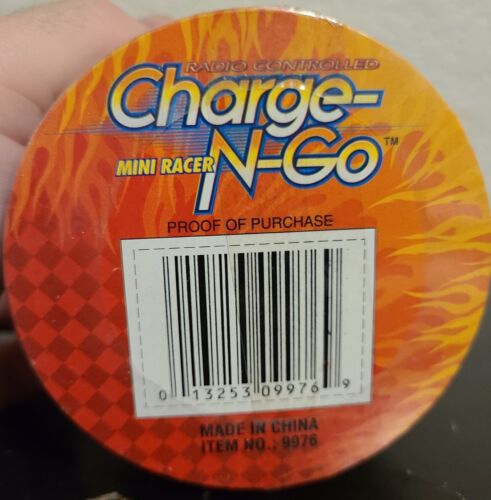 RADIO CONTROLLED
Charge-
MINI RACER N-GO™
PROOF OF PURCHASE
0 13253 09976 9
MADE IN CHINA
ITEM NO.: 9976